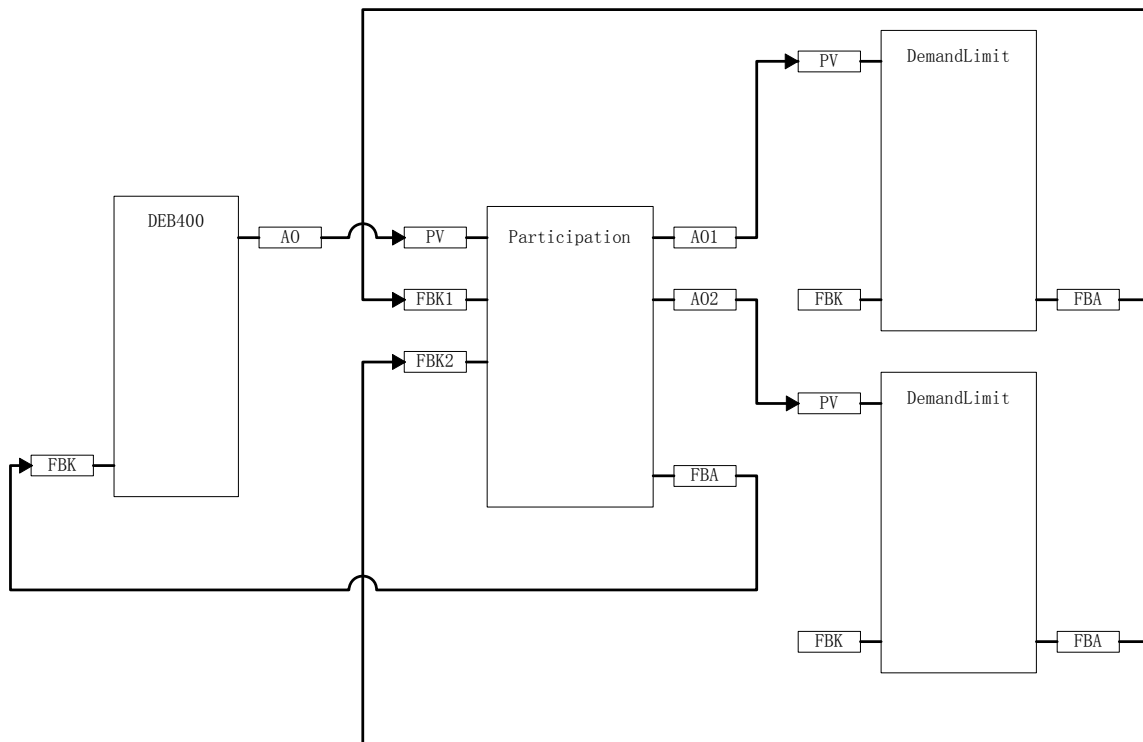 DEB400
AO
FBK
PV
FBK1
FBK2
Participation
AO1
AO2
FBA
PV
DemandLimit
FBK
FBA
PV
DemandLimit
FBK
FBA